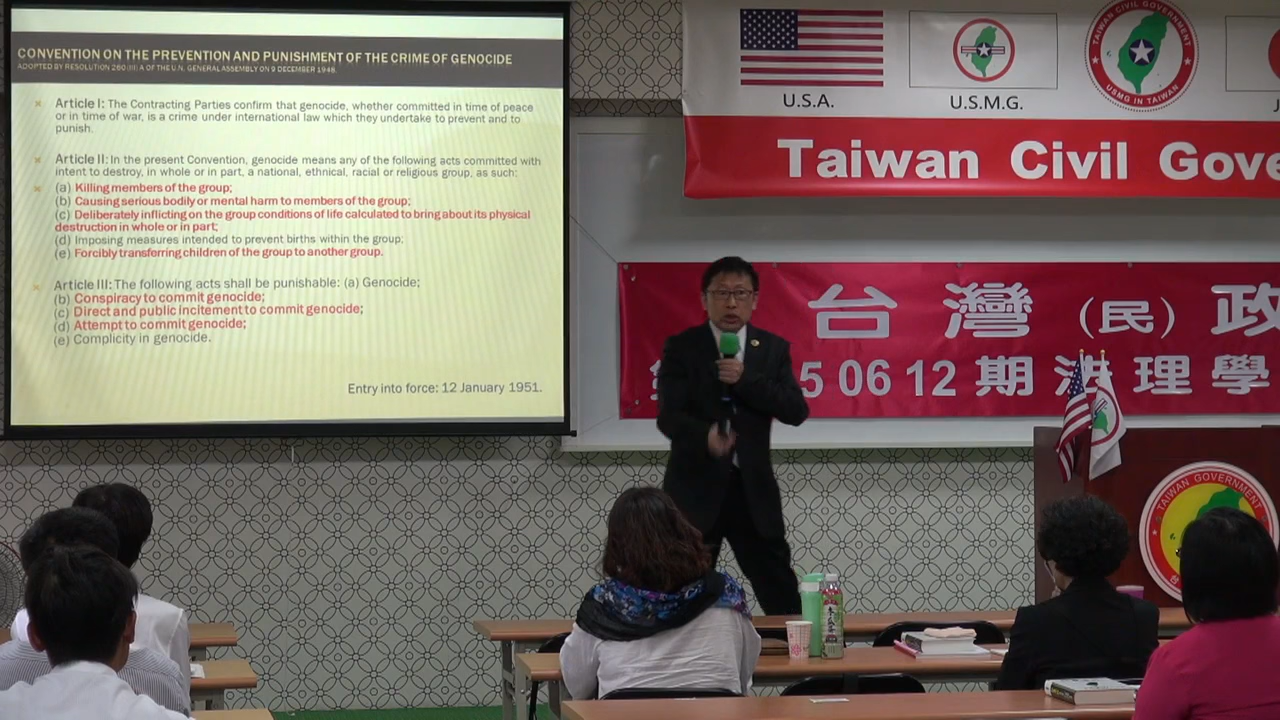 CONVENTION ON THE PREVENTION AND PUNISHMENT OF THE CRIME OF GENOCIDE
ADOPTED BY RESOLUTION 260 (III) A OF THE U.N. GENERAL ASSEMBLY ON 9 DECEMBER 1948.
Article I: The Contracting Parties confirm that genocide, whether committed in time of peace
or in time of war, is a crime under international law which they undertake to prevent and to
punish.
Article II: In the present Convention, genocide means any of the following acts committed with
intent to destroy, in whole or in part, a national, ethnical, racial or religious group, as such:
(a) Killing members of the group;
(b) Causing serious bodily or mental harm to members of the group;
(c) Deliberately inflicting on the group conditions of life calculated to bring about its physical
destruction in whole or in part;
(d) Imposing measures intended to prevent births within the group;
(e) Forcibly transferring children of the group to another group.
Article III: The following acts shall be punishable: (a) Genocide;
(b) Conspiracy to commit genocide;
(c) Direct and public incitement to commit genocide;
(d) Attempt to commit genocide;
(e) Complicity in genocide.
Entry into force: 12 January 1951.
U.S.A.
U.S.M.G.
TAIWAN CIVIL GOVERNMENT
USMG IN TAIWAN
J
Taiwan Civil Gove
台灣(民)政
5 06 12 期 法理學
TAIWAN GOVERNMENT